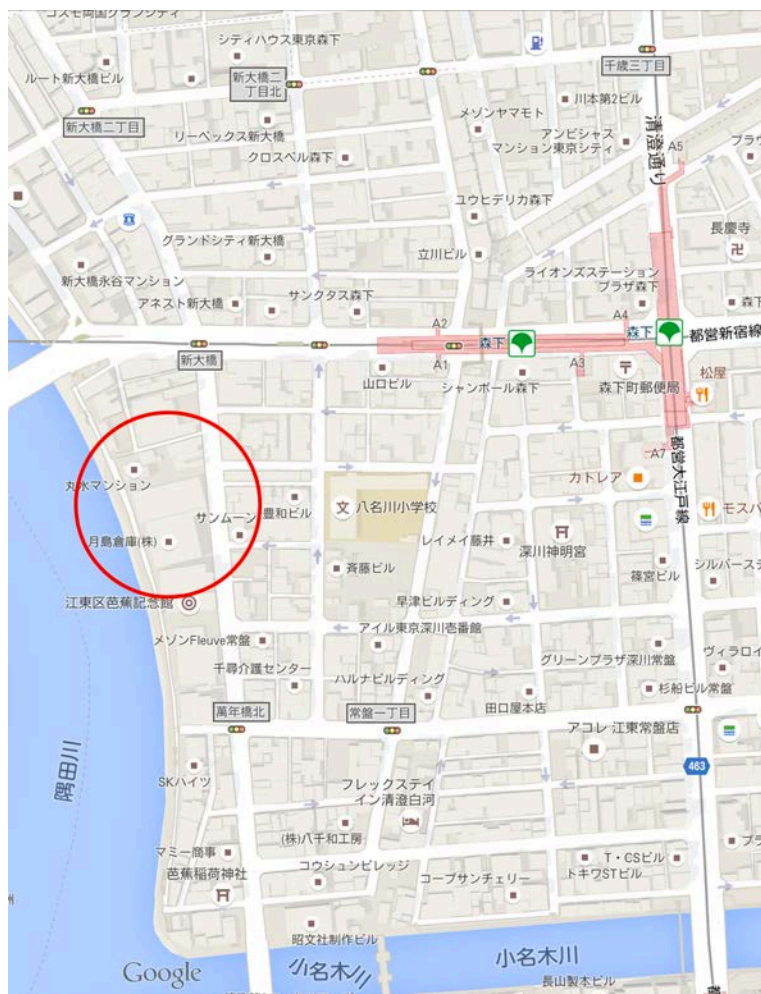 コスモ両国グランシティ
シティハウス東京森下
ルート新大橋ビル
新大橋二
丁目北
千歳三丁目
新大橋二丁目
リーベックス新大橋
メゾンヤマモト
川本第2ビル
アンビシャス
マンション東京シティ
清澄通り
A5
クロスベル森下
ユウヒデリカ森下
長慶寺
グランドシティ新大橋
立川ビル
新大橋永谷マンション
ライオンズステーション
プラザ森下
アネスト新大橋
サンクタス森下
A2
A4
森下
森下
都営新宿線
新大橋
A1
A3
山口ビル
シャンボール森下
森下町郵便局
松屋
A7
都営大江戸線
丸水マンション
カトレア
サンムーン
豊和ビル
文
八名川小学校
モスバ
月島倉庫(株)
レイメイ藤井
深川神明宮
斉藤ビル
篠宮ビル
シルバーステ
江東区芭蕉記念館
早津ビルディング
メゾンFleuve常盤
アイル東京深川壱番館
千尋介護センター
グリーンプラザ深川常盤
ヴィラロイ
ハルナビルディング
杉船ビル常盤
萬年橋北
常盤一丁目
田口屋本店
アコレ 江東常盤店
隅田川
SKハイツ
フレックステイ
イン清澄白河
463
(株)八千和工房
マミー商事
コウシュンビレッジ
T・CSビル
トキワSTビル
芭蕉稲荷神社
コープサンチェリー
昭文社制作ビル
小名木川
小名木川
Google
長山製本ビル